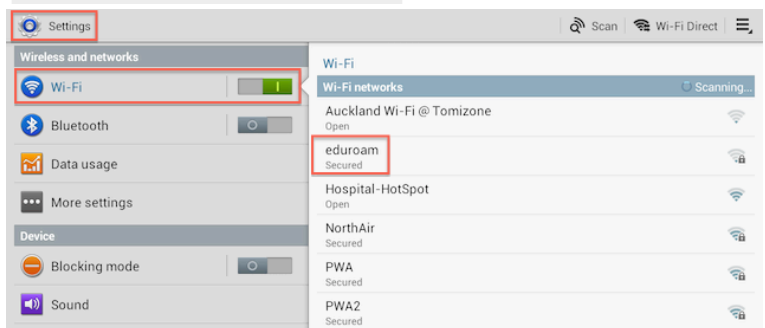 Settings
Scan
Wi-Fi Direct
Wireless and networks
Wi-Fi
Bluetooth
Data usage
More settings
Device
Blocking mode
Sound
Wi-Fi
Wi-Fi networks
Scanning...
Auckland Wi-Fi @ Tomizone
Open
eduroam
Secured
Hospital-HotSpot
Open
NorthAir
Secured
PWA
Secured
PWA2
Secured